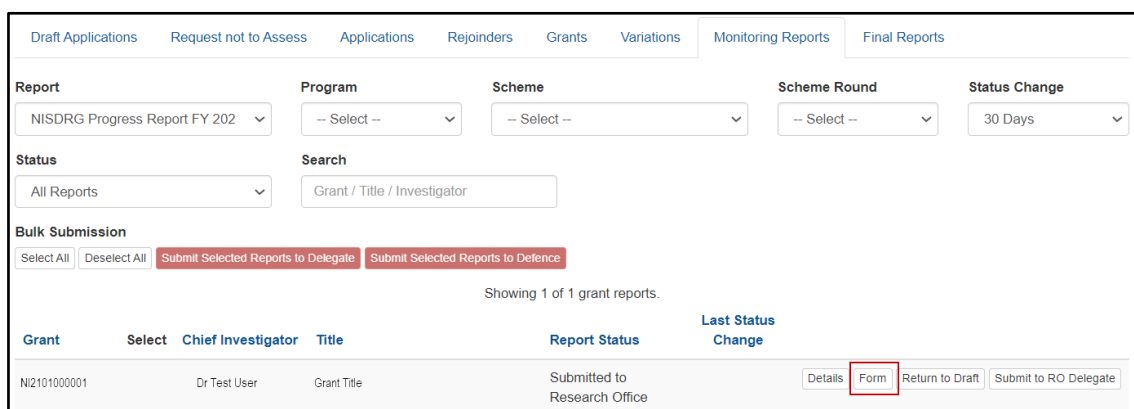 Draft Applications Request not to Assess Applications Rejoinders Grants Variations Monitoring Reports Final Reports
Report Program Scheme Scheme Round Status Change
NISDRG Progress Report FY 202 -- Select -- -- Select -- -- Select -- 30 Days
Status Search
All Reports Grant / Title / Investigator
Bulk Submission
Select All Deselect All Submit Selected Reports to Delegate Submit Selected Reports to Defence
Showing 1 of 1 grant reports.
Grant Select Chief Investigator Title Report Status Last Status
Change
NI2101000001 Dr Test User Grant Title Submitted to Details Form Return to Draft Submit to RO Delegate
Research Office